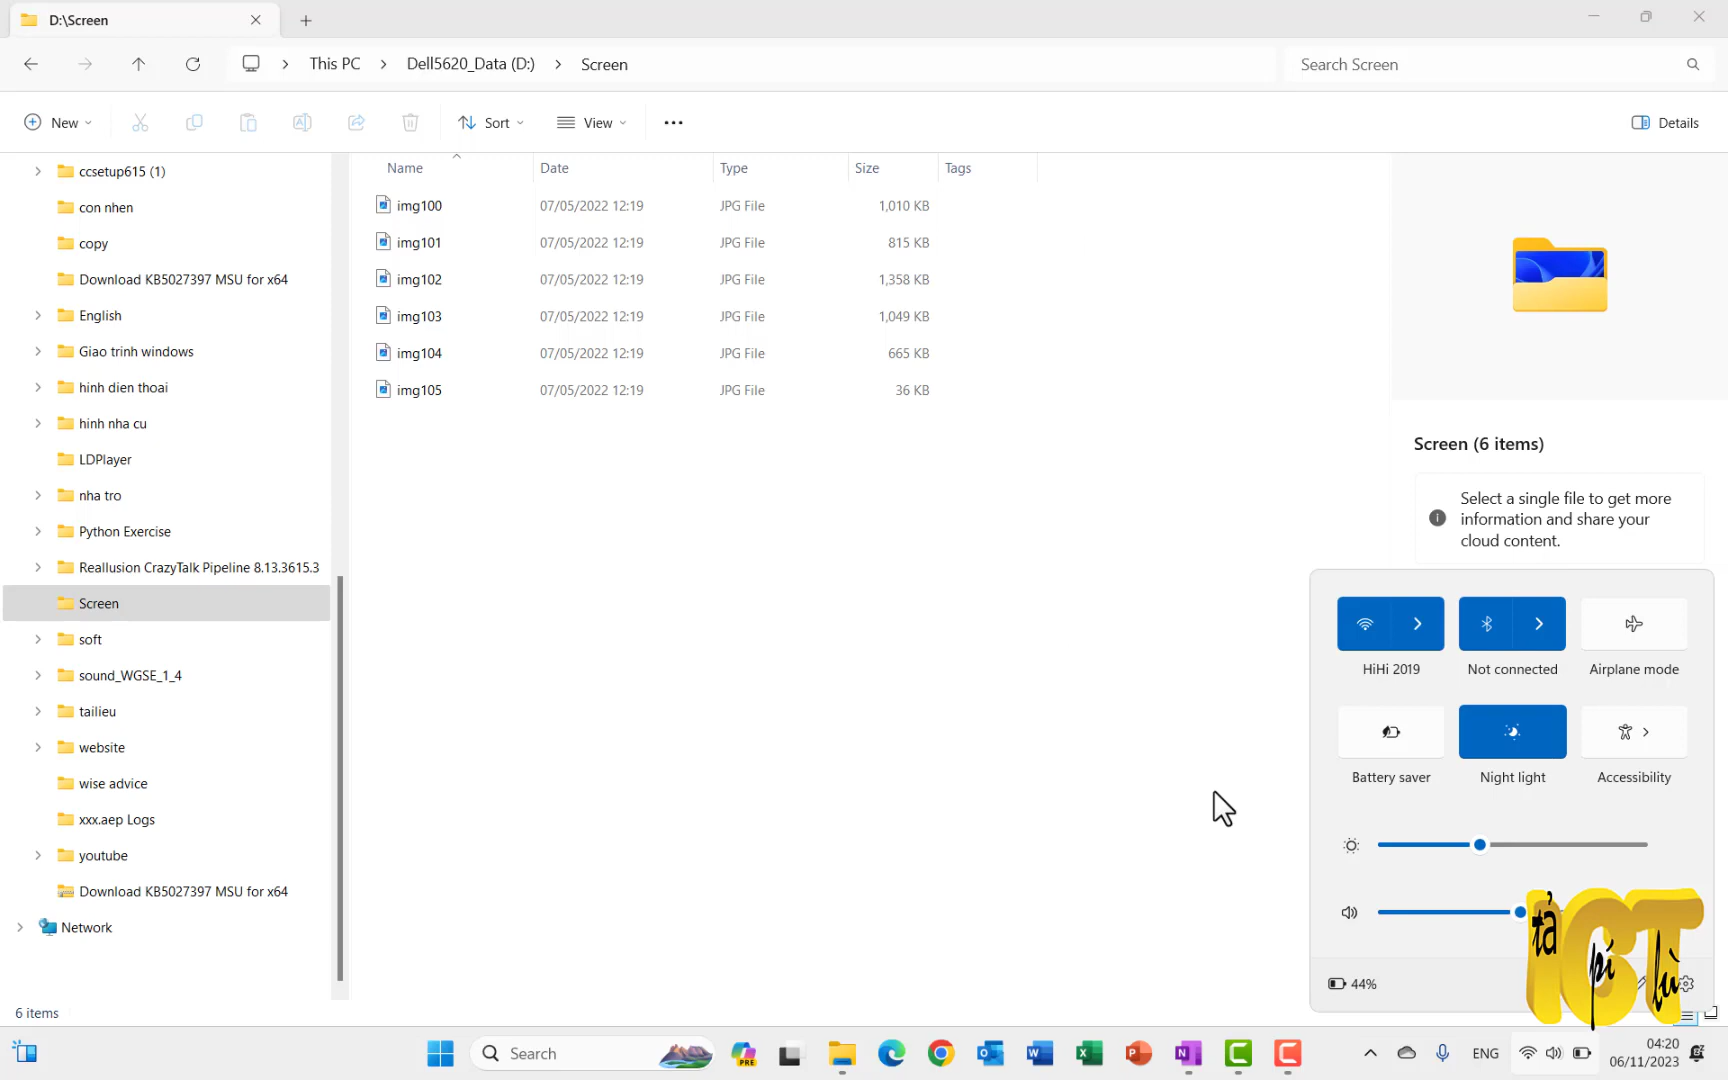 D:\Screen
This PC
Dell5620_Data (D:)
Screen
Search Screen
New
Sort
View
Details
ccsetup615 (1)
con nhen
copy
Download KB5027397 MSU for x64
English
Giao trinh windows
hinh dien thoai
hinh nha cu
LDPlayer
nha tro
Python Exercise
Reallusion CrazyTalk Pipeline 8.13.3615.3
Screen
soft
sound_WGSE_1_4
tailieu
website
wise advice
xxx.aep Logs
youtube
Download KB5027397 MSU for x64
Network
Name Date Type Size Tags
img100 07/05/2022 12:19 JPG File 1,010 KB
img101 07/05/2022 12:19 JPG File 815 KB
img102 07/05/2022 12:19 JPG File 1,358 KB
img103 07/05/2022 12:19 JPG File 1,049 KB
img104 07/05/2022 12:19 JPG File 665 KB
img105 07/05/2022 12:19 JPG File 36 KB
Screen (6 items)
Select a single file to get more
information and share your
cloud content.
HiHi 2019
Not connected
Airplane mode
Battery saver
Night light
Accessibility
44%
ICT
tả
pí
lù
6 items
Search
PRE
ENG
04:20
06/11/2023